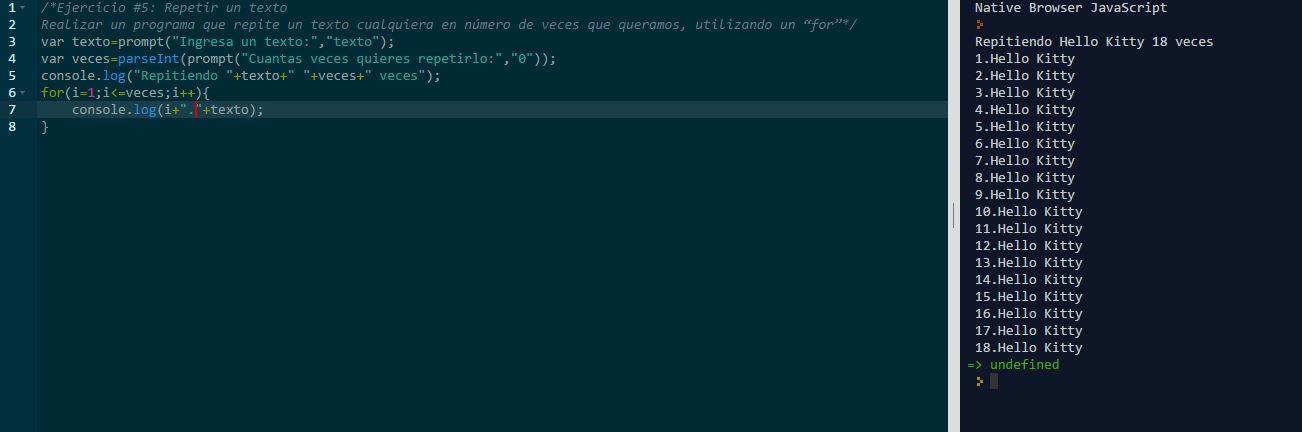 1 /*Ejercicio #5: Repetir un texto
2 Realizar un programa que repite un texto cualquiera en número de veces que queramos, utilizando un “for”*/
3 var texto=prompt("Ingresa un texto:","texto");
4 var veces=parseInt(prompt("Cuantas veces quieres repetirlo:","0"));
5 console.log("Repitiendo "+texto+" "+veces+" veces");
6 for(i=1;i<=veces;i++){
7 console.log(i+"."+texto);
8 }
Native Browser JavaScript
Repitiendo Hello Kitty 18 veces
1.Hello Kitty
2.Hello Kitty
3.Hello Kitty
4.Hello Kitty
5.Hello Kitty
6.Hello Kitty
7.Hello Kitty
8.Hello Kitty
9.Hello Kitty
10.Hello Kitty
11.Hello Kitty
12.Hello Kitty
13.Hello Kitty
14.Hello Kitty
15.Hello Kitty
16.Hello Kitty
17.Hello Kitty
18.Hello Kitty
=> undefined